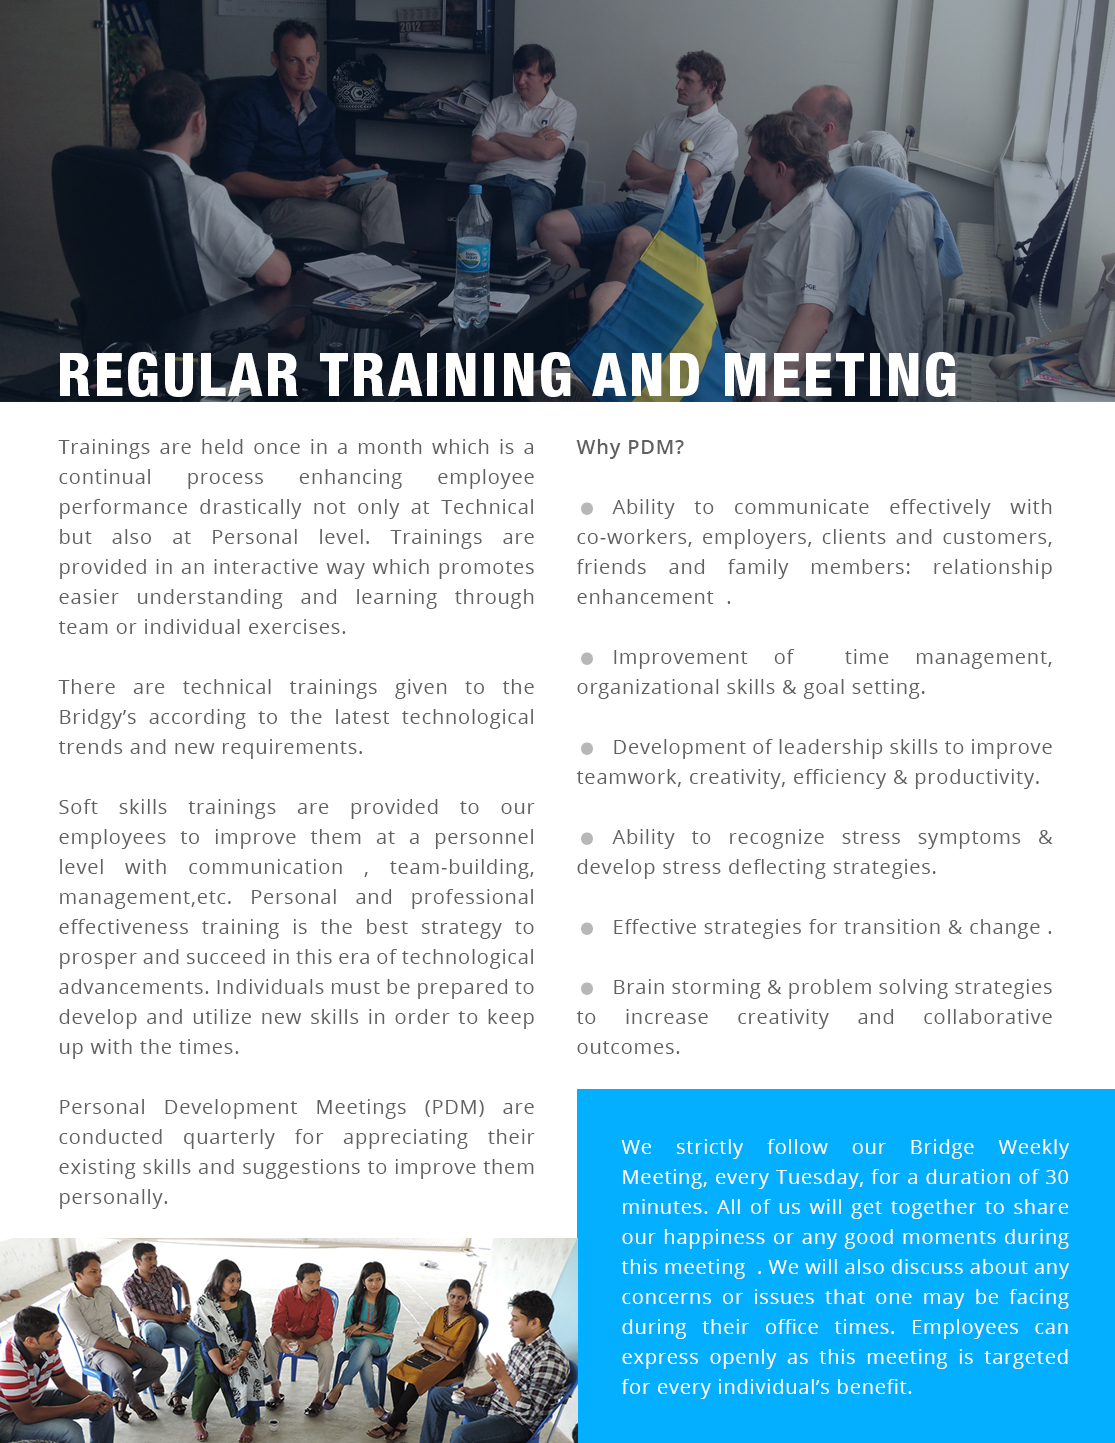 2012
REGULAR TRAINING AND MEETING
Trainings are held once in a month which is a
continual process enhancing employee
performance drastically not only at Technical
but also at Personal level. Trainings are
provided in an interactive way which promotes
easier understanding and learning through
team or individual exercises.
There are technical trainings given to the
Bridgy’s according to the latest technological
trends and new requirements.
Soft skills trainings are provided to our
employees to improve them at a personnel
level with communication , team-building,
management,etc. Personal and professional
effectiveness training is the best strategy to
prosper and succeed in this era of technological
advancements. Individuals must be prepared to
develop and utilize new skills in order to keep
up with the times.
Personal Development Meetings (PDM) are
conducted quarterly for appreciating their
existing skills and suggestions to improve them
personally.
Why PDM?
● Ability to communicate effectively with
co-workers, employers, clients and customers,
friends and family members: relationship
enhancement .
● Improvement of time management,
organizational skills & goal setting.
● Development of leadership skills to improve
teamwork, creativity, efficiency & productivity.
● Ability to recognize stress symptoms &
develop stress deflecting strategies.
● Effective strategies for transition & change .
● Brain storming & problem solving strategies
to increase creativity and collaborative
outcomes.
We strictly follow our Bridge Weekly
Meeting, every Tuesday, for a duration of 30
minutes. All of us will get together to share
our happiness or any good moments during
this meeting . We will also discuss about any
concerns or issues that one may be facing
during their office times. Employees can
express openly as this meeting is targeted
for every individual’s benefit.